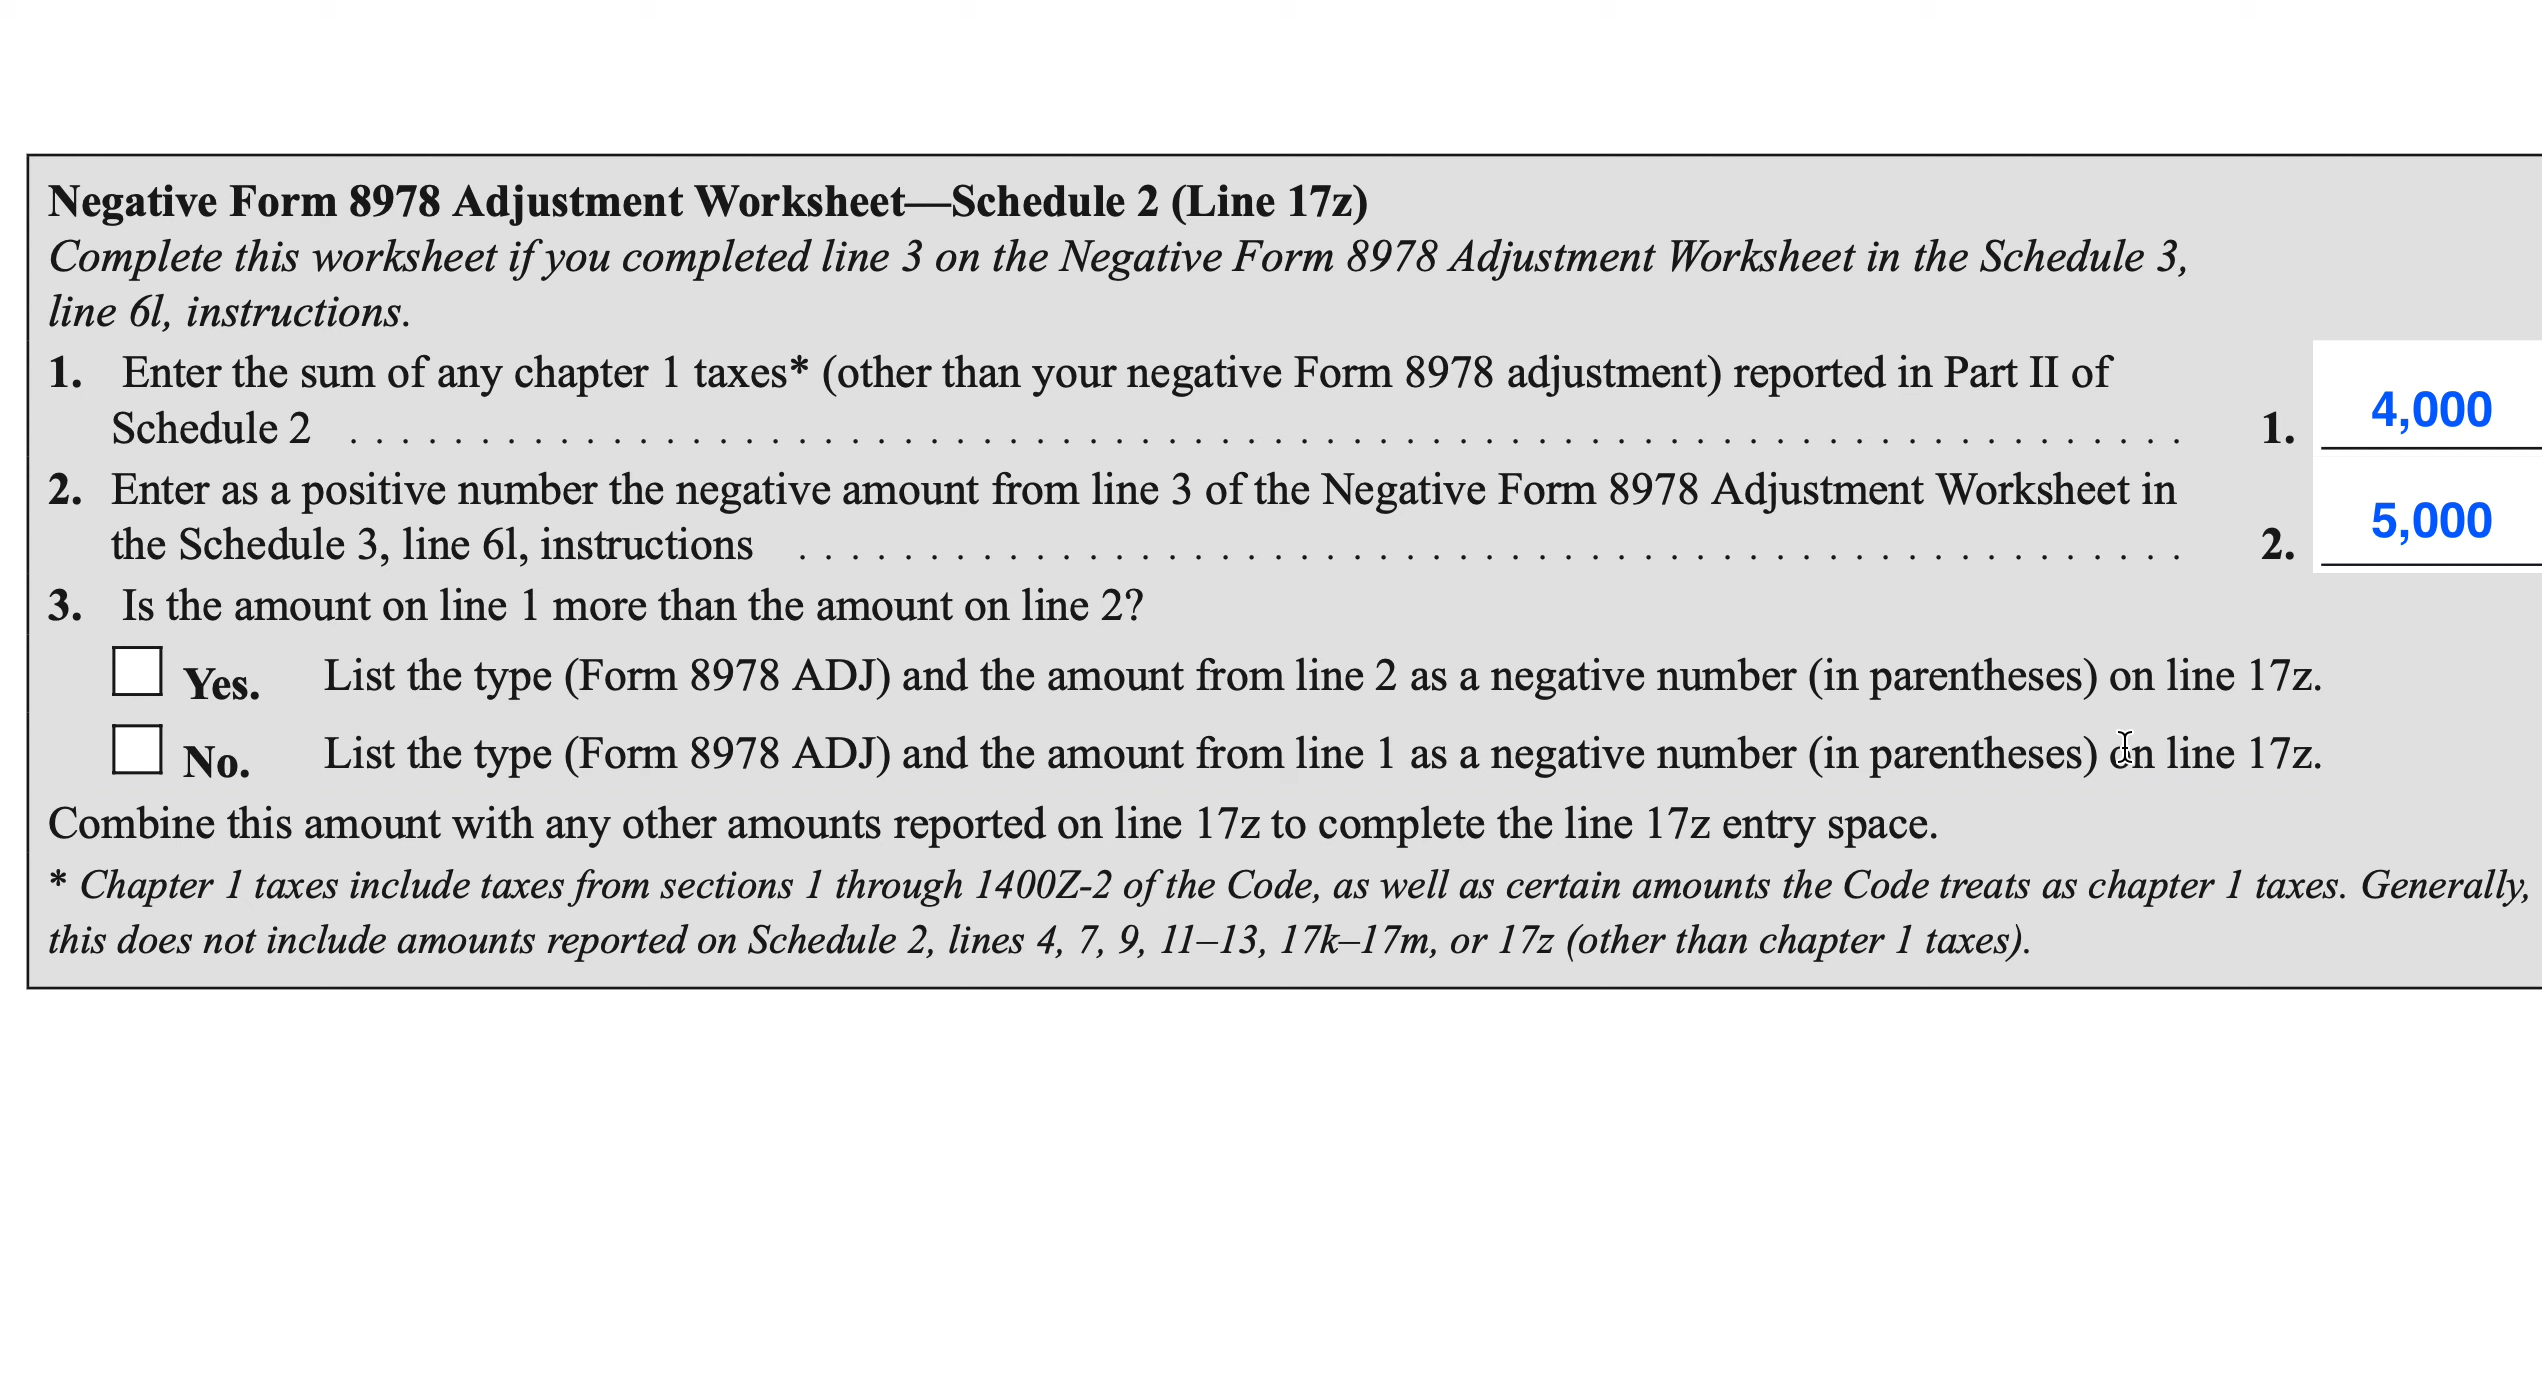 Negative Form 8978 Adjustment Worksheet—Schedule 2 (Line 17z)
Complete this worksheet if you completed line 3 on the Negative Form 8978 Adjustment Worksheet in the Schedule 3,
line 6l, instructions.
1. Enter the sum of any chapter 1 taxes* (other than your negative Form 8978 adjustment) reported in Part II of
Schedule 2 . . . . . . . . . . . . . . . . . . . . . . . . . . . . . . . . . . . . . . . . . . . . . . . . . . . . . . . . . . . . . . . . . . . . . . 1. 4,000
2. Enter as a positive number the negative amount from line 3 of the Negative Form 8978 Adjustment Worksheet in
the Schedule 3, line 6l, instructions . . . . . . . . . . . . . . . . . . . . . . . . . . . . . . . . . . . . . . . . . . . . . . . . . . . . . 2. 5,000
3. Is the amount on line 1 more than the amount on line 2?
Yes. List the type (Form 8978 ADJ) and the amount from line 2 as a negative number (in parentheses) on line 17z.
No. List the type (Form 8978 ADJ) and the amount from line 1 as a negative number (in parentheses) on line 17z.
Combine this amount with any other amounts reported on line 17z to complete the line 17z entry space.
* Chapter 1 taxes include taxes from sections 1 through 1400Z-2 of the Code, as well as certain amounts the Code treats as chapter 1 taxes. Generally,
this does not include amounts reported on Schedule 2, lines 4, 7, 9, 11–13, 17k–17m, or 17z (other than chapter 1 taxes).